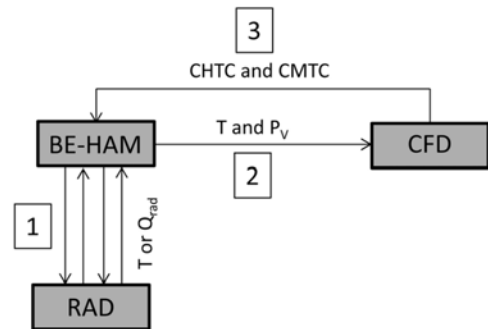 3
CHTC and CMTC
BE-HAM
T and P_V
CFD
2
1
T or Q_rad
RAD